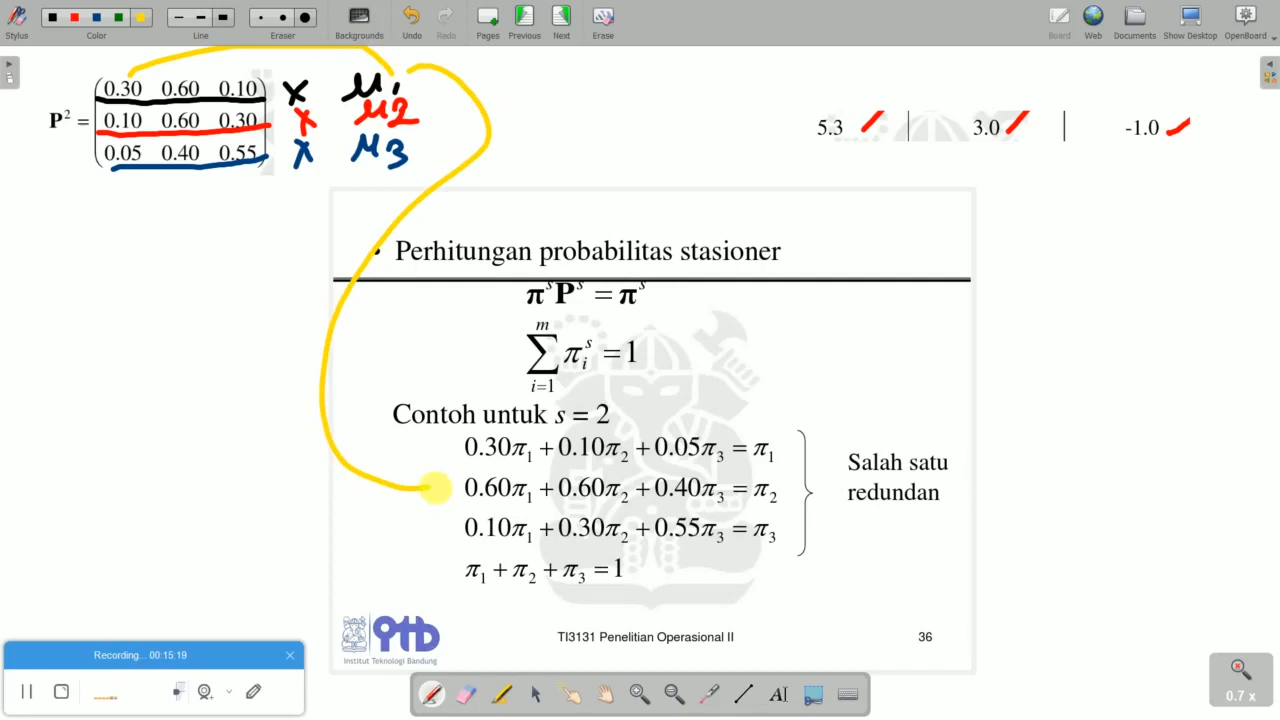 Stylus Color Line Eraser Backgrounds Undo Redo Pages Previous Next Erase Board Web Documents Show Desktop OpenBoard
P² = (0.30 0.60 0.10) x μ1
(0.10 0.60 0.30) x μ2
(0.05 0.40 0.55) x μ3
5.3 | 3.0 | -1.0
• Perhitungan probabilitas stasioner
π^s P^s = π^s
∑_{i=1}^{m} π_i^s = 1
Contoh untuk s = 2
0.30π₁ + 0.10π₂ + 0.05π₃ = π₁
0.60π₁ + 0.60π₂ + 0.40π₃ = π₂
0.10π₁ + 0.30π₂ + 0.55π₃ = π₃
π₁ + π₂ + π₃ = 1
Salah satu
redundan
itb
Institut Teknologi Bandung
TI3131 Penelitian Operasional II
36
Recording... 00:15:19
AI
0.7 x